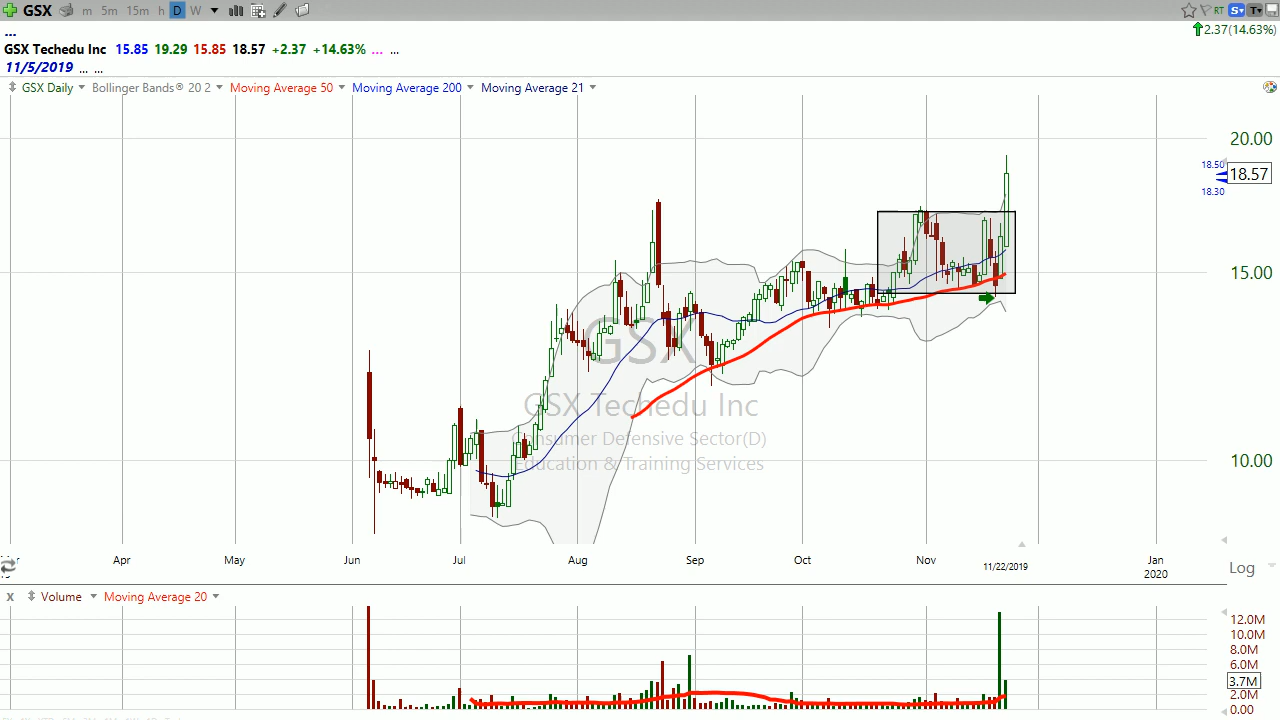 GSX m 5m 15m h D W RT S T
...
2.37(14.63%)
GSX Techedu Inc 15.85 19.29 15.85 18.57 +2.37 +14.63% ... ...
11/5/2019 ... ...
GSX Daily Bollinger Bands® 20 2 Moving Average 50 Moving Average 200 Moving Average 21
20.00
18.50
18.57
18.30
15.00
GSX
GSX Techedu Inc
Consumer Defensive Sector(D)
10.00
Education & Training Services
Apr May Jun Jul Aug Sep Oct Nov 11/22/2019 Jan
2020
Log
x Volume Moving Average 20
12.0M
10.0M
8.0M
6.0M
3.7M
2.0M
0.00